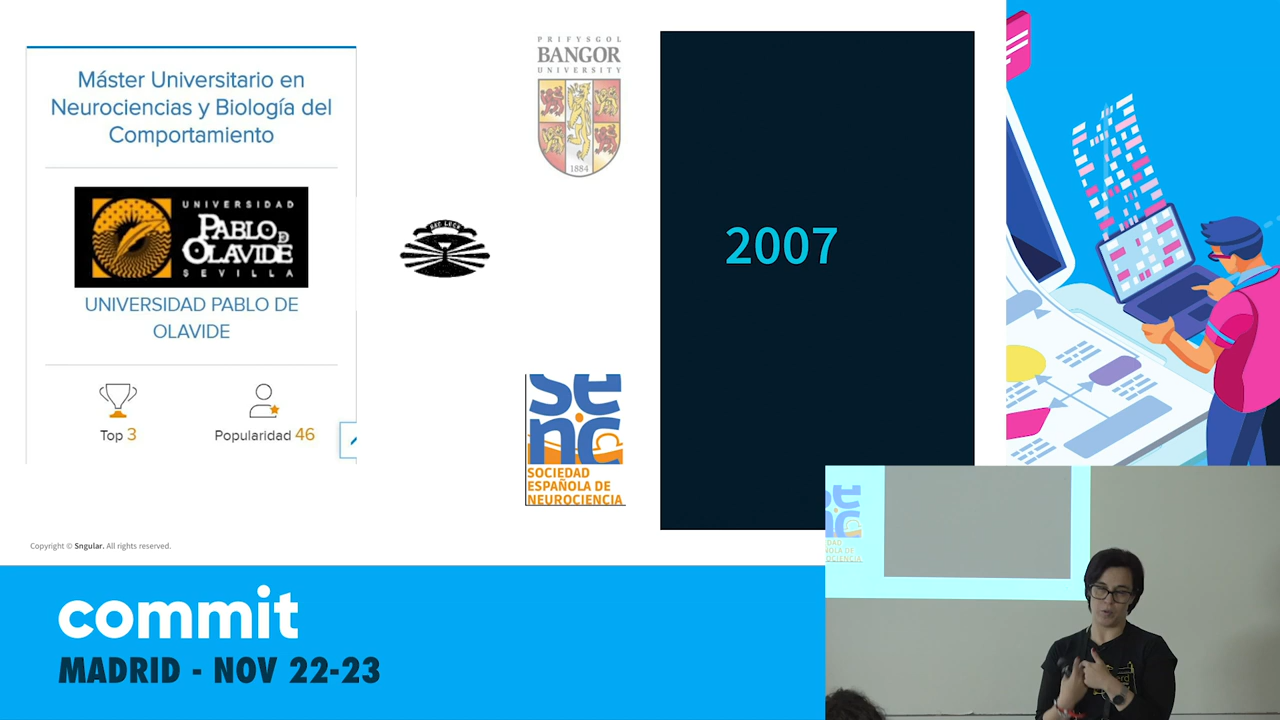 Máster Universitario en
Neurociencias y Biología del
Comportamiento
UNIVERSIDAD
PABLO DE
OLAVIDE
SEVILLA
UNIVERSIDAD PABLO DE
OLAVIDE
Top 3
Popularidad 46
PRIFYSGOL
BANGOR
UNIVERSITY
1884
se
nc
SOCIEDAD
ESPAÑOLA DE
NEUROCIENCIA
2007
Copyright © Sngular. All rights reserved.
commit
MADRID - NOV 22-23